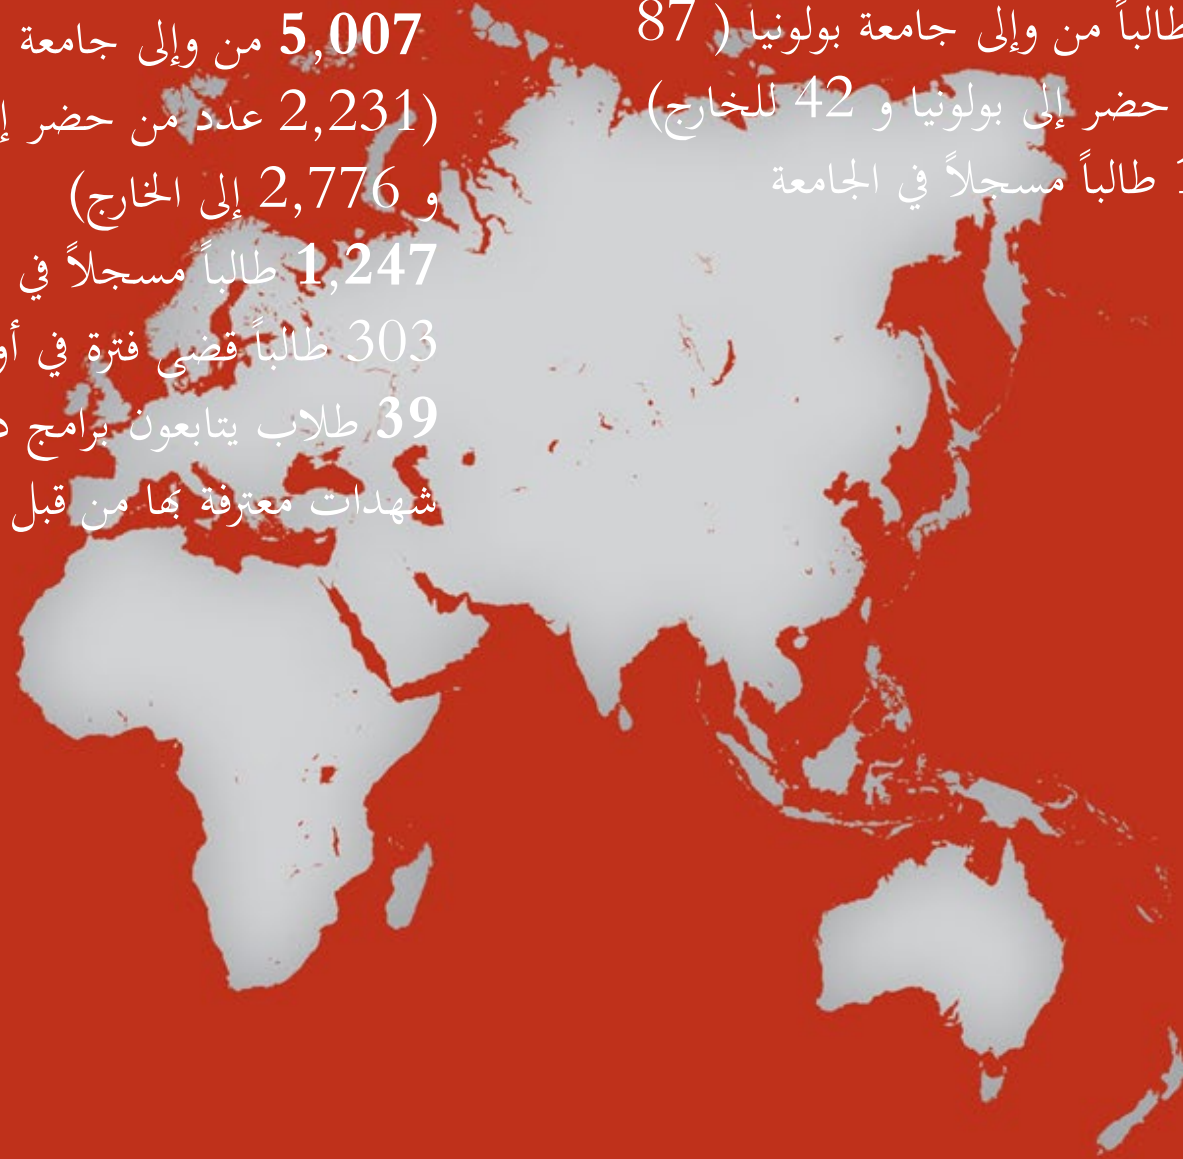 طالباً من وإلى جامعة بولونيا ( 87
حضر إلى بولونيا و 42 للخارج)
طالباً مسجلاً في الجامعة
5,007 من وإلى جامعة
(2,231 عدد من حضر
و 2,776 إلى الخارج)
1,247 طالباً مسجلاً في
303 طالباً قضى فترة في
39 طلاب يتابعون برامج
شهدات معترفة بها من قبل